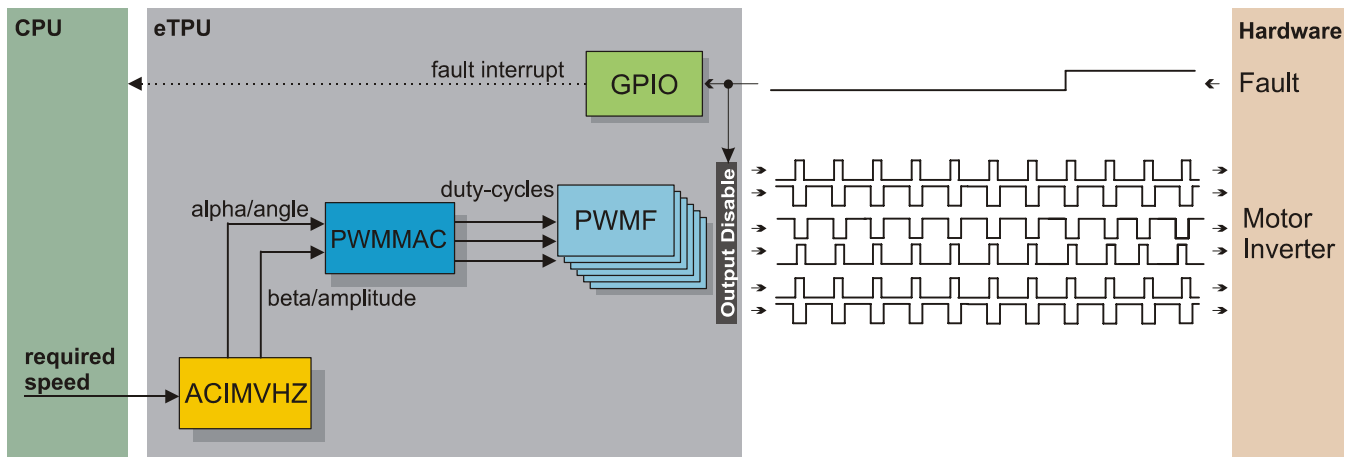 CPU
eTPU
Hardware
fault interrupt
GPIO
Fault
Output Disable
duty-cycles
alpha/angle
PWMMAC
PWMF
Motor
Inverter
beta/amplitude
required
speed
ACIMVHZ